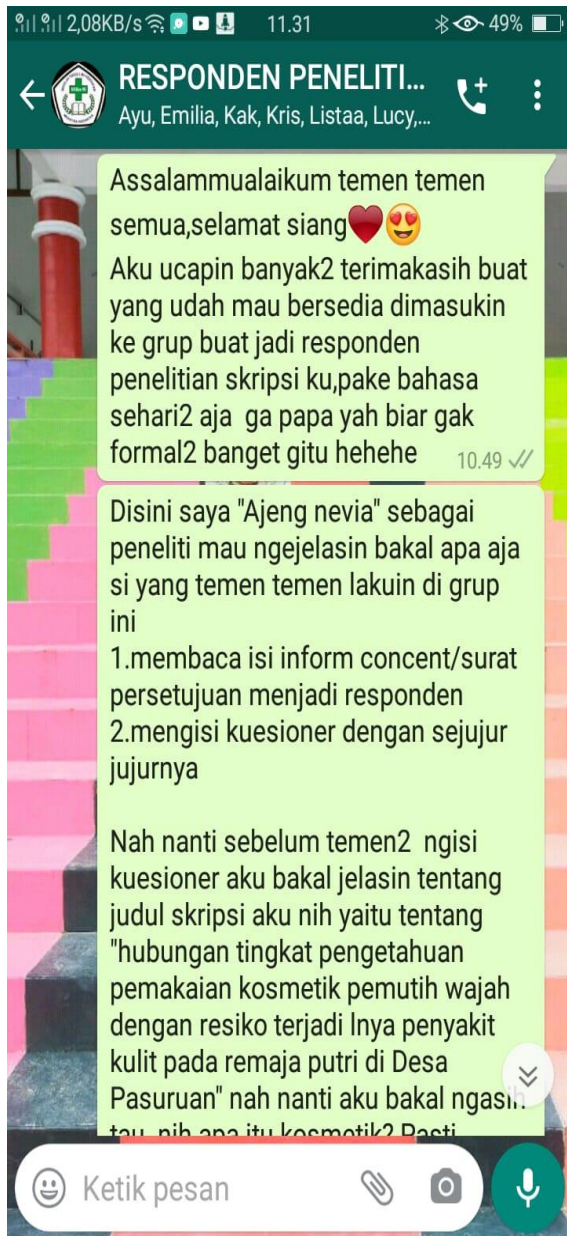 2,08KB/s 11.31 49%
RESPONDEN PENELITI...
Ayu, Emilia, Kak, Kris, Listaa, Lucy,...
Assalammualaikum temen temen
semua,selamat siang❤️😍
Aku ucapin banyak2 terimakasih buat
yang udah mau bersedia dimasukin
ke grup buat jadi responden
penelitian skripsi ku,pake bahasa
sehari2 aja ga papa yah biar gak
formal2 banget gitu hehehe 10.49
Disini saya "Ajeng nevia" sebagai
peneliti mau ngejelasin bakal apa aja
si yang temen temen lakuin di grup
ini
1.membaca isi inform concent/surat
persetujuan menjadi responden
2.mengisi kuesioner dengan sejujur
jujurnya
Nah nanti sebelum temen2 ngisi
kuesioner aku bakal jelasin tentang
judul skripsi aku nih yaitu tentang
"hubungan tingkat pengetahuan
pemakaian kosmetik pemutih wajah
dengan resiko terjadi lnya penyakit
kulit pada remaja putri di Desa
Pasuruan" nah nanti aku bakal ngasih
tau nih apa itu kosmetik? Pasti
Ketik pesan